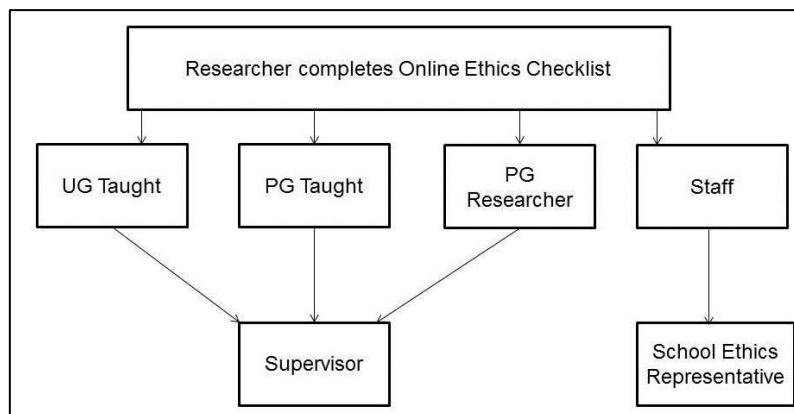 Researcher completes Online Ethics Checklist
UG Taught
PG Taught
PG
Researcher
Staff
Supervisor
School Ethics
Representative